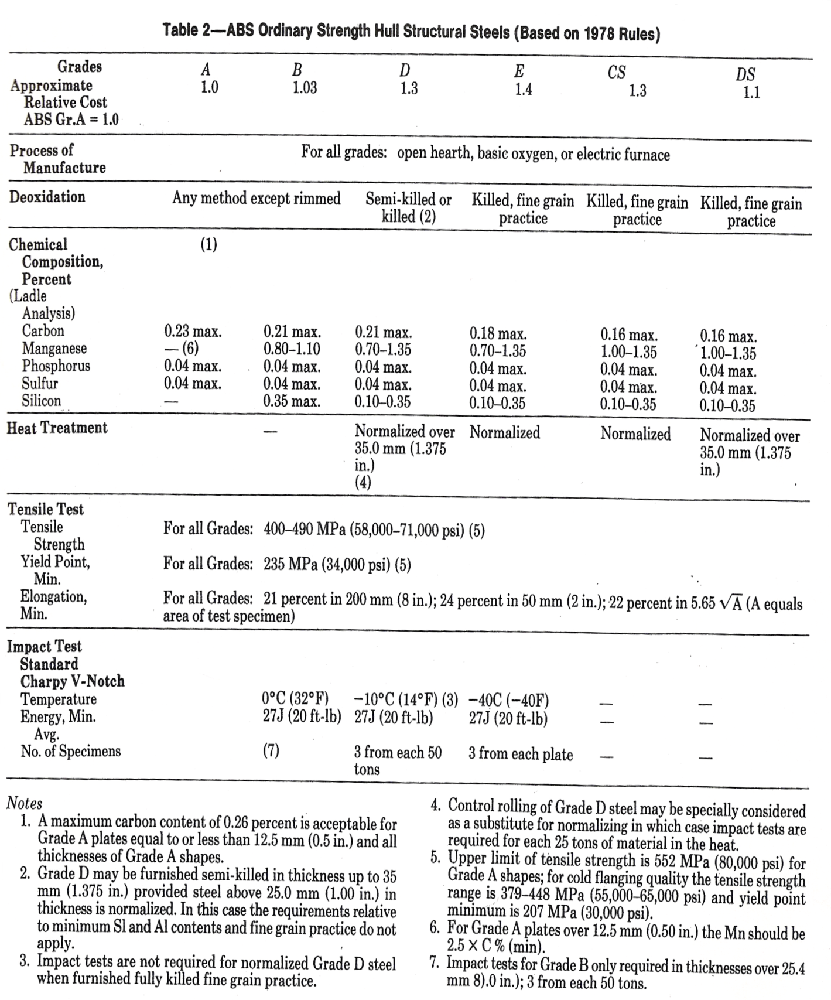 Table 2—ABS Ordinary Strength Hull Structural Steels (Based on 1978 Rules)
Grades A B D E CS DS
Approximate 1.0 1.03 1.3 1.4 1.3 1.1
Relative Cost
ABS Gr.A = 1.0
Process of For all grades: open hearth, basic oxygen, or electric furnace
Manufacture
Deoxidation Any method except rimmed Semi-killed or Killed, fine grain Killed, fine grain Killed, fine grain
killed (2) practice practice practice
Chemical (1)
Composition,
Percent
(Ladle
Analysis)
Carbon 0.23 max. 0.21 max. 0.21 max. 0.18 max. 0.16 max. 0.16 max.
Manganese — (6) 0.80–1.10 0.70–1.35 0.70–1.35 1.00–1.35 1.00–1.35
Phosphorus 0.04 max. 0.04 max. 0.04 max. 0.04 max. 0.04 max. 0.04 max.
Sulfur 0.04 max. 0.04 max. 0.04 max. 0.04 max. 0.04 max. 0.04 max.
Silicon — 0.35 max. 0.10–0.35 0.10–0.35 0.10–0.35 0.10–0.35
Heat Treatment — Normalized over Normalized Normalized Normalized over
35.0 mm (1.375 35.0 mm (1.375
in.) in.)
(4)
Tensile Test
Tensile For all Grades: 400–490 MPa (58,000–71,000 psi) (5)
Strength
Yield Point, For all Grades: 235 MPa (34,000 psi) (5)
Min.
Elongation, For all Grades: 21 percent in 200 mm (8 in.); 24 percent in 50 mm (2 in.); 22 percent in 5.65 √A (A equals
Min. area of test specimen)
Impact Test
Standard
Charpy V-Notch
Temperature 0°C (32°F) −10°C (14°F) (3) −40C (−40F) — —
Energy, Min. 27J (20 ft-lb) 27J (20 ft-lb) 27J (20 ft-lb) — —
Avg.
No. of Specimens (7) 3 from each 50 3 from each plate — —
tons
Notes
1. A maximum carbon content of 0.26 percent is acceptable for
Grade A plates equal to or less than 12.5 mm (0.5 in.) and all
thicknesses of Grade A shapes.
2. Grade D may be furnished semi-killed in thickness up to 35
mm (1.375 in.) provided steel above 25.0 mm (1.00 in.) in
thickness is normalized. In this case the requirements relative
to minimum Sl and Al contents and fine grain practice do not
apply.
3. Impact tests are not required for normalized Grade D steel
when furnished fully killed fine grain practice.
4. Control rolling of Grade D steel may be specially considered
as a substitute for normalizing in which case impact tests are
required for each 25 tons of material in the heat.
5. Upper limit of tensile strength is 552 MPa (80,000 psi) for
Grade A shapes; for cold flanging quality the tensile strength
range is 379–448 MPa (55,000–65,000 psi) and yield point
minimum is 207 MPa (30,000 psi).
6. For Grade A plates over 12.5 mm (0.50 in.) the Mn should be
2.5 X C % (min).
7. Impact tests for Grade B only required in thicknesses over 25.4
mm 8).0 in.); 3 from each 50 tons.